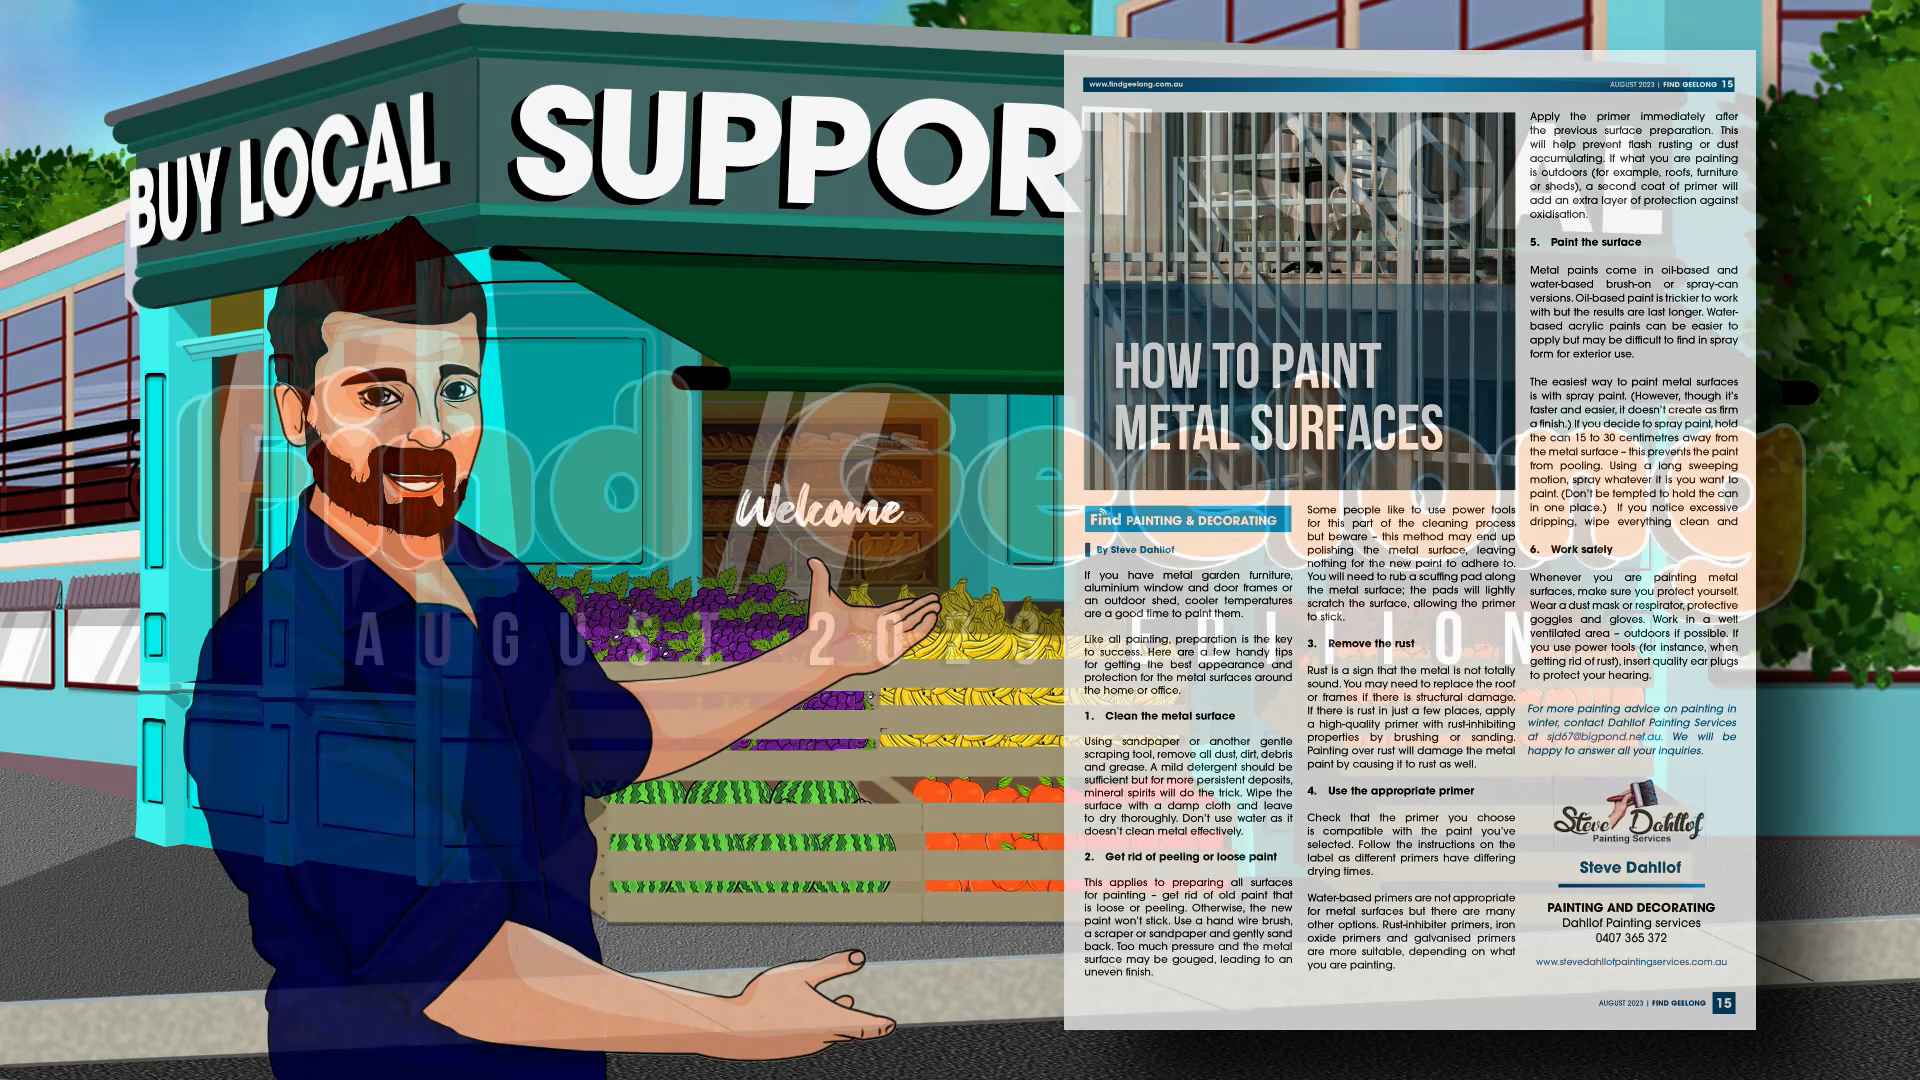 BUY LOCAL
SUPPORT LOCAL
Welcome
Find Geelong
AUGUST 2023 EDITION
www.findgeelong.com.au
AUGUST 2023 | FIND GEELONG 15
HOW TO PAINT
METAL SURFACES
Find PAINTING & DECORATING
By Steve Dahllof
If you have metal garden furniture,
aluminium window and door frames or
an outdoor shed, cooler temperatures
are a good time to paint them.
Like all painting, preparation is the key
to success. Here are a few handy tips
for getting the best appearance and
protection for the metal surfaces around
the home or office.
1. Clean the metal surface
Using sandpaper or another gentle
scraping tool, remove all dust, dirt, debris
and grease. A mild detergent should be
sufficient but for more persistent deposits,
mineral spirits will do the trick. Wipe the
surface with a damp cloth and leave
to dry thoroughly. Don't use water as it
doesn't clean metal effectively.
2. Get rid of peeling or loose paint
This applies to preparing all surfaces
for painting – get rid of old paint that
is loose or peeling. Otherwise, the new
paint won't stick. Use a hand wire brush,
a scraper or sandpaper and gently sand
back. Too much pressure and the metal
surface may be gouged, leading to an
uneven finish.
Some people like to use power tools
for this part of the cleaning process
but beware – this method may end up
polishing the metal surface, leaving
nothing for the new paint to adhere to.
You will need to rub a scuffing pad along
the metal surface; the pads will lightly
scratch the surface, allowing the primer
to stick.
3. Remove the rust
Rust is a sign that the metal is not totally
sound. You may need to replace the roof
or frames if there is structural damage.
If there is rust in just a few places, apply
a high-quality primer with rust-inhibiting
properties by brushing or sanding.
Painting over rust will damage the metal
paint by causing it to rust as well.
4. Use the appropriate primer
Check that the primer you choose
is compatible with the paint you've
selected. Follow the instructions on the
label as different primers have differing
drying times.
Water-based primers are not appropriate
for metal surfaces but there are many
other options. Rust-inhibiter primers, iron
oxide primers and galvanised primers
are more suitable, depending on what
you are painting.
Apply the primer immediately after
the previous surface preparation. This
will help prevent flash rusting or dust
accumulating. If what you are painting
is outdoors (for example, roofs, furniture
or sheds), a second coat of primer will
add an extra layer of protection against
oxidisation.
5. Paint the surface
Metal paints come in oil-based and
water-based brush-on or spray-can
versions. Oil-based paint is trickier to work
with but the results are last longer. Water-
based acrylic paints can be easier to
apply but may be difficult to find in spray
form for exterior use.
The easiest way to paint metal surfaces
is with spray paint. (However, though it's
faster and easier, it doesn't create as firm
a finish.) If you decide to spray paint, hold
the can 15 to 30 centimetres away from
the metal surface – this prevents the paint
from pooling. Using a long sweeping
motion, spray whatever it is you want to
paint. (Don't be tempted to hold the can
in one place.) If you notice excessive
dripping, wipe everything clean and
6. Work safely
Whenever you are painting metal
surfaces, make sure you protect yourself.
Wear a dust mask or respirator, protective
goggles and gloves. Work in a well
ventilated area – outdoors if possible. If
you use power tools (for instance, when
getting rid of rust), insert quality ear plugs
to protect your hearing.
For more painting advice on painting in
winter, contact Dahllof Painting Services
at sjd67@bigpond.net.au. We will be
happy to answer all your inquiries.
Steve Dahllof
Painting Services
Steve Dahllof
PAINTING AND DECORATING
Dahllof Painting services
0407 365 372
www.stevedahllofpaintingservices.com.au
AUGUST 2023 | FIND GEELONG 15